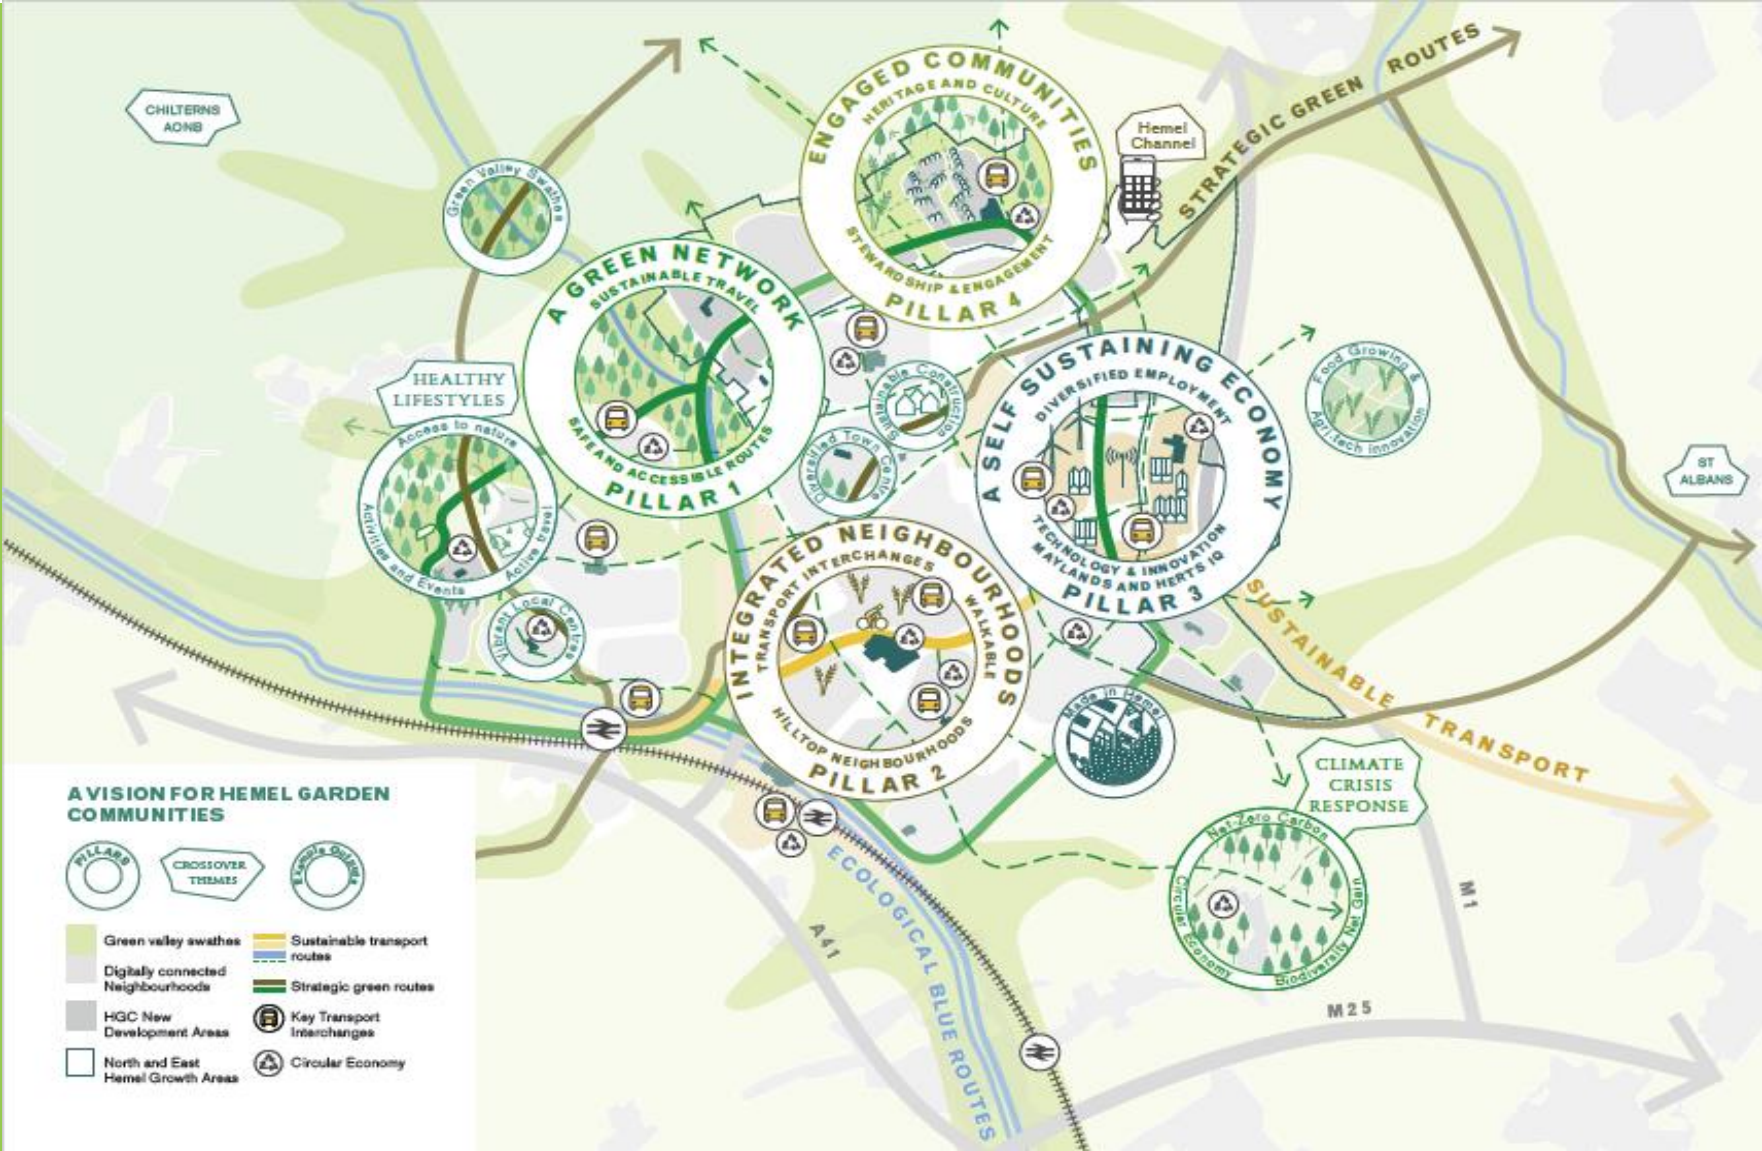 CHILTERNS
AONB
Green Valley Swathes
ENGAGED COMMUNITIES
HERITAGE AND CULTURE
STEWARDSHIP & ENGAGEMENT
PILLAR 4
Hemel
Channel
STRATEGIC GREEN ROUTES
A GREEN NETWORK
SUSTAINABLE TRAVEL
SAFE AND ACCESSIBLE ROUTES
PILLAR 1
HEALTHY
LIFESTYLES
Access to nature
Activities and Events
Active travel
Sustainable Construction
Diversified Town Centre
A SELF SUSTAINING ECONOMY
DIVERSIFIED EMPLOYMENT
TECHNOLOGY & INNOVATION
MAYLANDS AND HERTS IQ
PILLAR 3
Food Growing &
Agri-tech innovation
ST
ALBANS
Vibrant Local Centres
INTEGRATED NEIGHBOURHOODS
TRANSPORT INTERCHANGES
WALKABLE
HILLTOP NEIGHBOURHOODS
PILLAR 2
Made in Hemel
SUSTAINABLE TRANSPORT
CLIMATE
CRISIS
RESPONSE
Net-Zero Carbon
Circular Economy
Biodiversity Net Gain
ECOLOGICAL BLUE ROUTES
A41
M1
M25
A VISION FOR HEMEL GARDEN
COMMUNITIES
PILLARS
CROSSOVER
THEMES
Green valley swathes
Digitally connected
Neighbourhoods
HGC New
Development Areas
North and East
Hemel Growth Areas
Sustainable transport
routes
Strategic green routes
Key Transport
Interchanges
Circular Economy